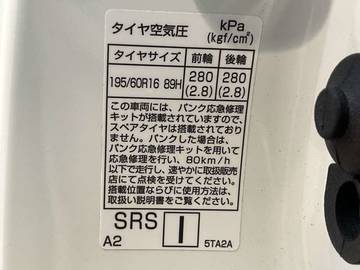 タイヤ空気圧 kPa
(kgf/cm²)
タイヤサイズ 前輪 後輪
195/60R16 89H 280 280
(2.8) (2.8)
この車両には、パンク応急修理
キットが搭載されていますので、
スペアタイヤは搭載されており
ません。パンクした場合は、
パンク応急修理キットを用いて
応急修理を行い、80km/h
以下で走行し、速やかに取扱販売
店にて点検を受けてください。
搭載位置ならびに使用方法は、
取扱説明書をご覧ください。
SRS I
A2 5TA2A